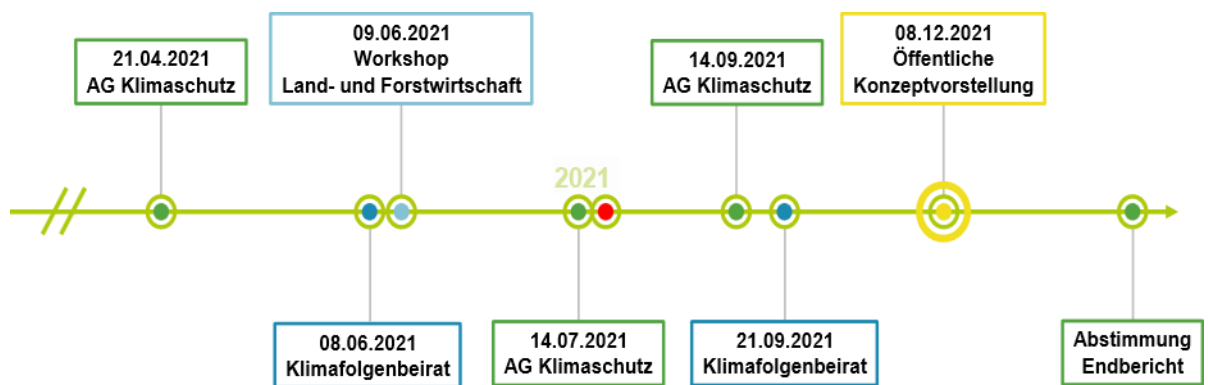 21.04.2021
AG Klimaschutz
09.06.2021
Workshop
Land- und Forstwirtschaft
14.09.2021
AG Klimaschutz
08.12.2021
Öffentliche
Konzeptvorstellung
2021
08.06.2021
Klimafolgenbeirat
14.07.2021
AG Klimaschutz
21.09.2021
Klimafolgenbeirat
Abstimmung
Endbericht